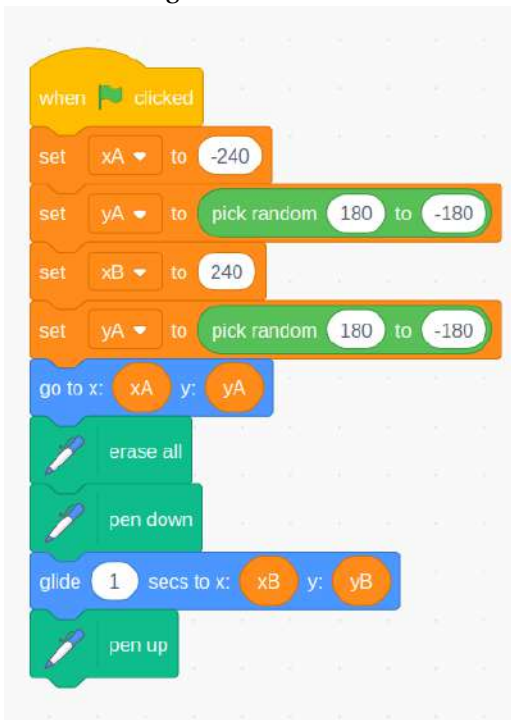 when clicked
set xA to -240
set yA to pick random 180 to -180
set xB to 240
set yA to pick random 180 to -180
go to x: xA y: yA
erase all
pen down
glide 1 secs to x: xB y: yB
pen up